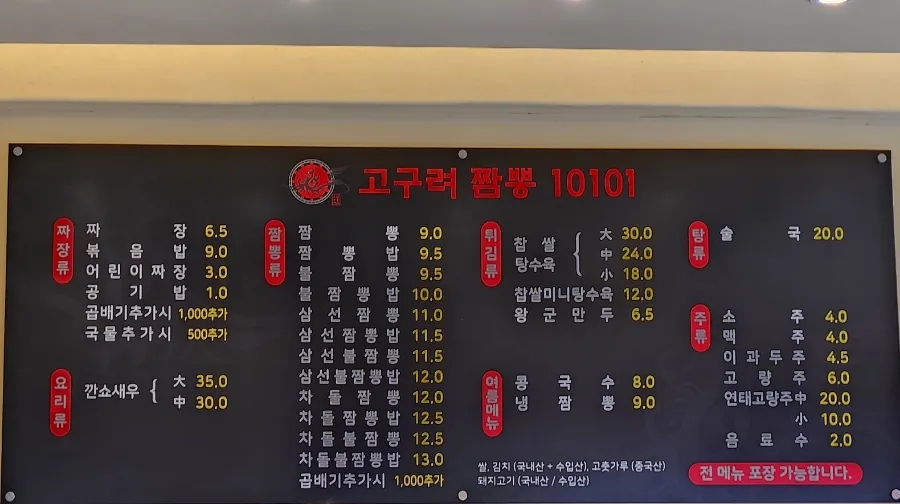 고구려 짬뽕 10101
짜장류
짜장 6.5
볶음밥 9.0
어린이짜장 3.0
공기밥 1.0
곱배기추가시 1,000추가
국물추가시 500추가
요리류
깐쇼새우 { 大 35.0
中 30.0
짬뽕류
짬뽕 9.0
짬뽕밥 9.5
불짬뽕 9.5
불짬뽕밥 10.0
삼선짬뽕 11.0
삼선짬뽕밥 11.5
삼선불짬뽕 11.5
삼선불짬뽕밥 12.0
차돌짬뽕 12.0
차돌짬뽕밥 12.5
차돌불짬뽕 12.5
차돌불짬뽕밥 13.0
곱배기추가시 1,000추가
튀김류
찹쌀탕수육 { 大 30.0
中 24.0
小 18.0
찹쌀미니탕수육 12.0
왕군만두 6.5
여름메뉴
콩국수 8.0
냉짬뽕 9.0
쌀, 김치 (국내산 + 수입산), 고춧가루 (중국산)
돼지고기 (국내산 / 수입산)
탕류
술국 20.0
주류
소주 4.0
맥주 4.0
이과두주 4.5
고량주 6.0
연태고량주中 20.0
小 10.0
음료수 2.0
전 메뉴 포장 가능합니다.